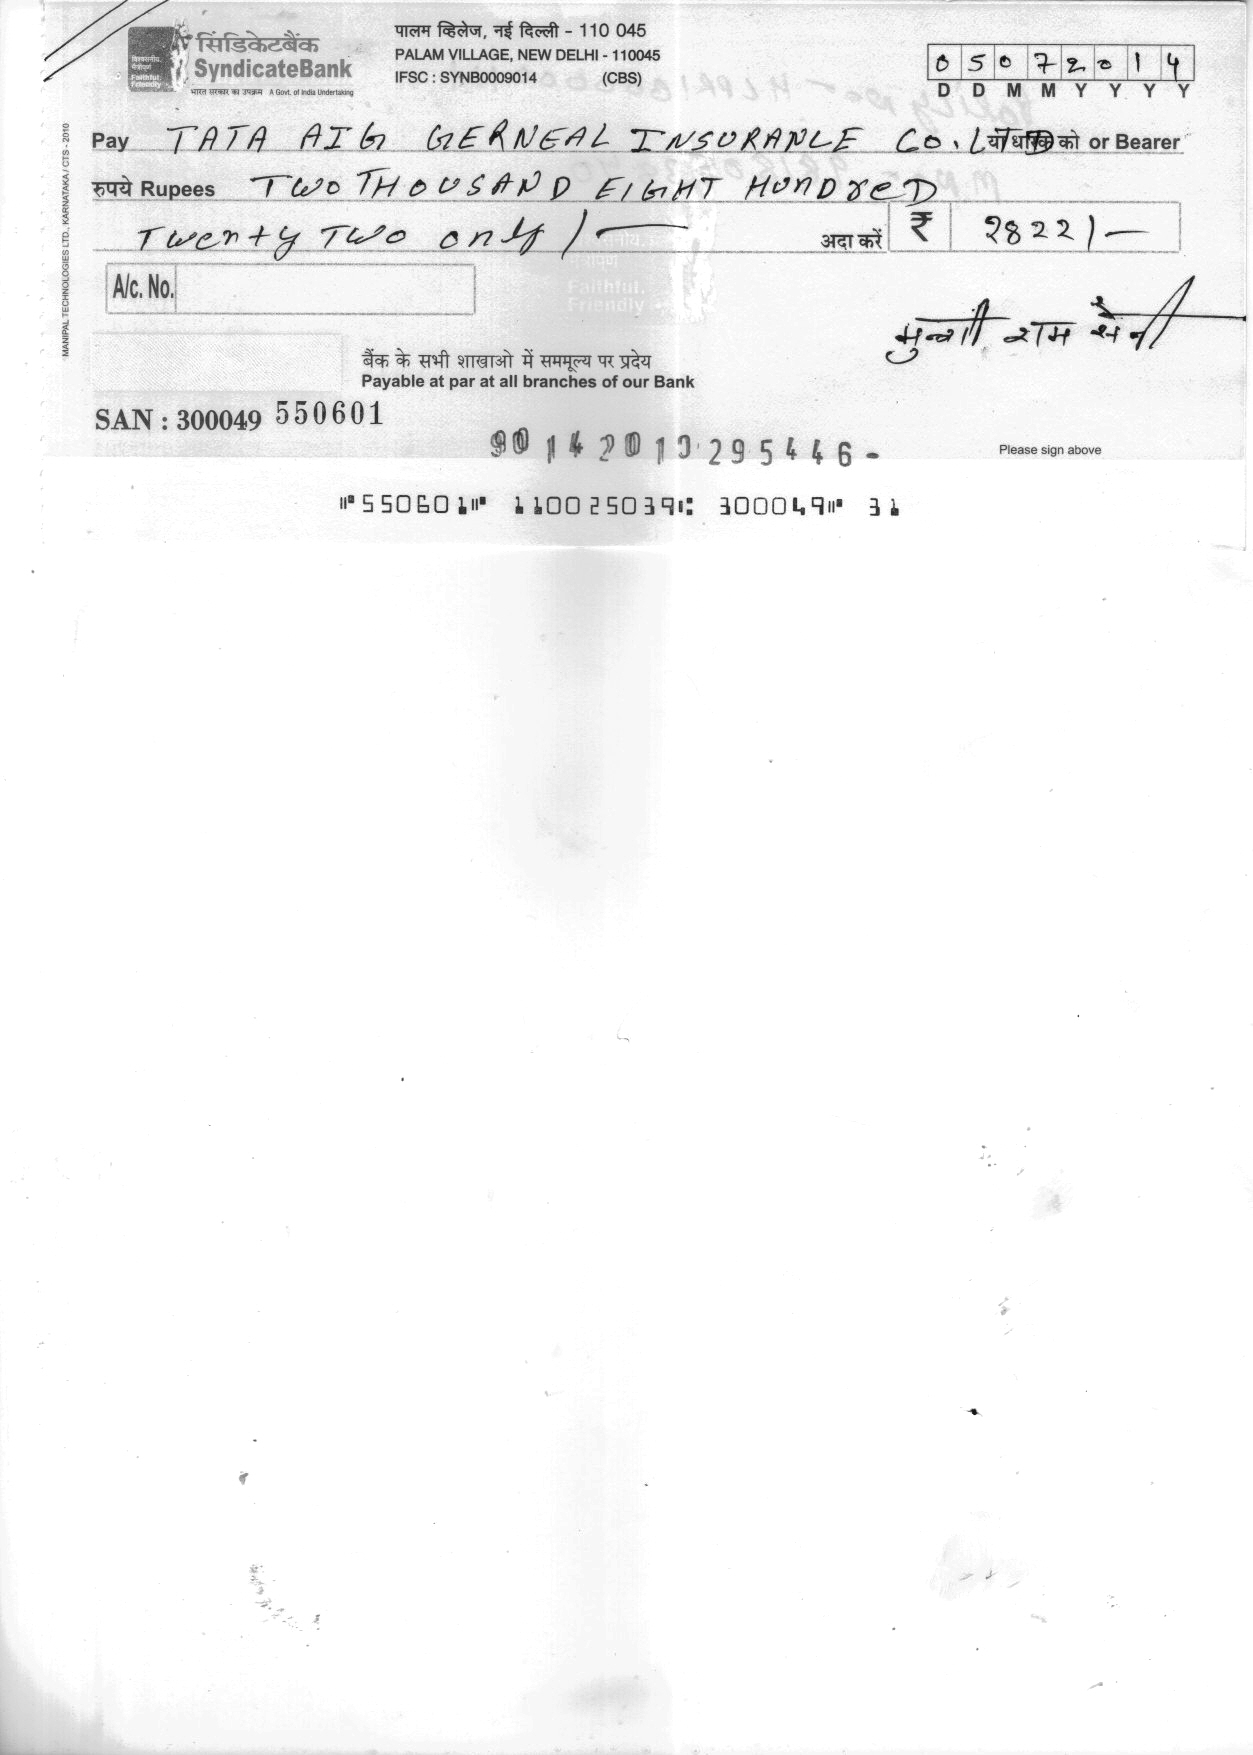 सिंडिकेटबैंक
SyndicateBank
भारत सरकार का उपक्रम A Govt. of India Undertaking
विश्वसनीय.
Faithful.
Friendly
पालम व्हिलेज, नई दिल्ली - 110 045
PALAM VILLAGE, NEW DELHI - 110045
IFSC : SYNB0009014 (CBS)
0 5 0 7 2 0 1 4
D D M M Y Y Y Y
Pay TATA AIG GERNEAL INSURANCE CO. LTD या धारक को or Bearer
रुपये Rupees TWO THOUSAND EIGHT HUnDreD
Twenty Two only /-
अदा करें ₹ 2822/-
A/c. No.
Faithful.
Friendly
मुन्शी राम सैनी
बैंक के सभी शाखाओ में सममूल्य पर प्रदेय
Payable at par at all branches of our Bank
SAN : 300049 550601
Please sign above
550601 110025039 300049 31
MANIPAL TECHNOLOGIES LTD., KARNATAKA / CTS - 2010